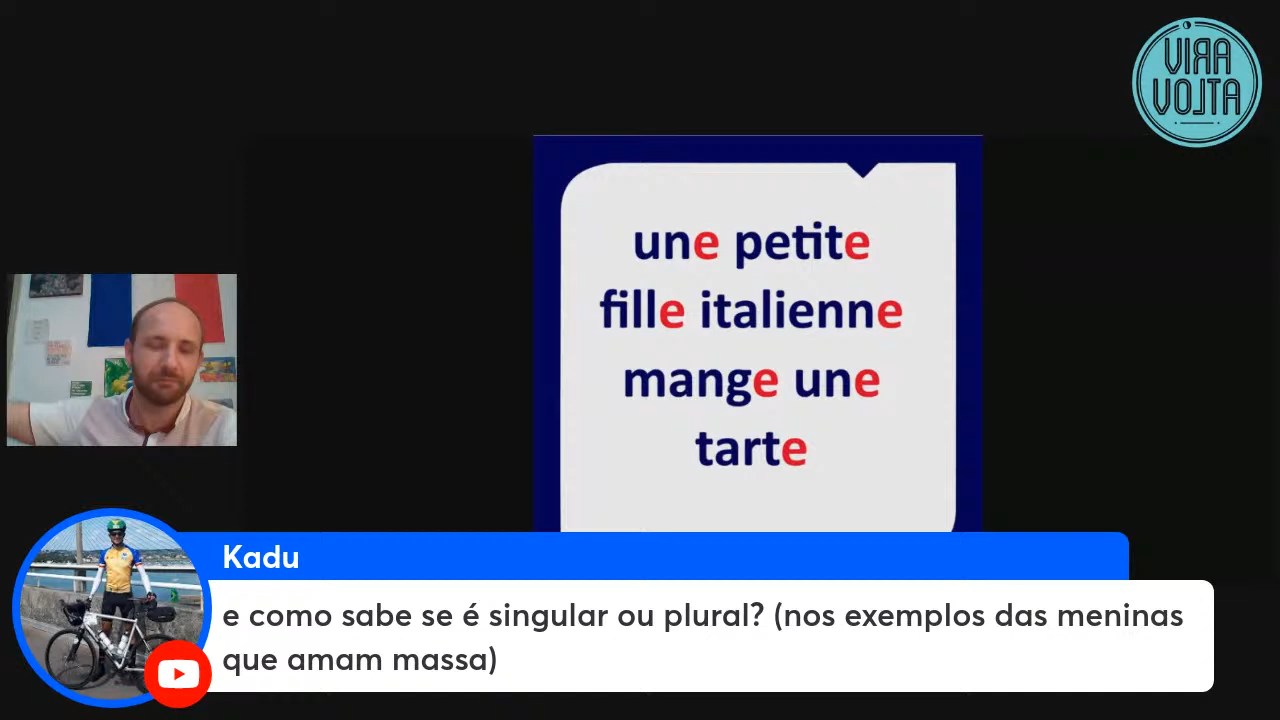 VIRA
VOLTA
une petite
fille italienne
mange une
tarte
Kadu
e como sabe se é singular ou plural? (nos exemplos das meninas
que amam massa)